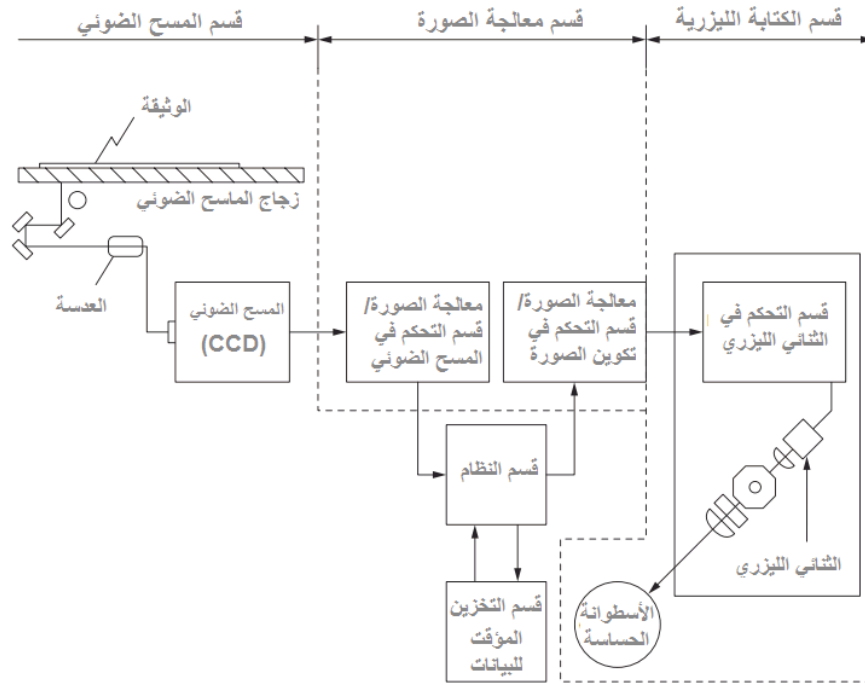 قسم المسح الضوئي
قسم معالجة الصورة
قسم الكتابة الليزرية
الوثيقة
زجاج الماسح الضوئي
العدسة
المسح الضوئي
(CCD)
معالجة الصورة/
قسم التحكم في
المسح الضوئي
معالجة الصورة/
قسم التحكم في
تكوين الصورة
قسم التحكم في
الثنائي الليزري
قسم النظام
الثنائي الليزري
قسم التخزين
المؤقت
للبيانات
الأسطوانة
الحساسة